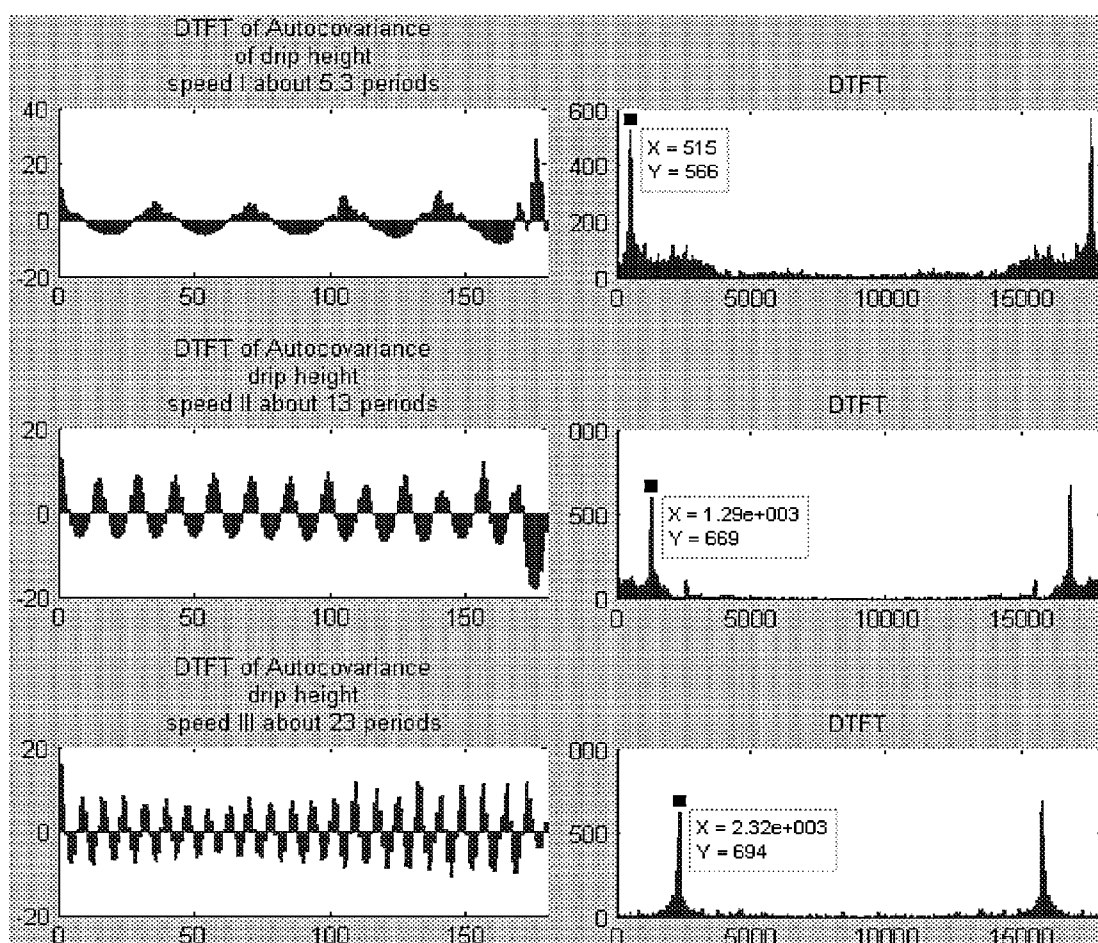 DTFT of Autocovariance
of drip height
speed I about 5.3 periods
40
20
0
-20
0 50 100 150
DTFT
600
400
200
0
X = 515
Y = 566
0 5000 10000 15000
DTFT of Autocovariance
drip height
speed II about 13 periods
20
0
-20
0 50 100 150
DTFT
000
500
0
X = 1.29e+003
Y = 669
0 5000 10000 15000
DTFT of Autocovariance
drip height
speed III about 23 periods
20
0
-20
0 50 100 150
DTFT
000
500
0
X = 2.32e+003
Y = 694
0 5000 10000 15000